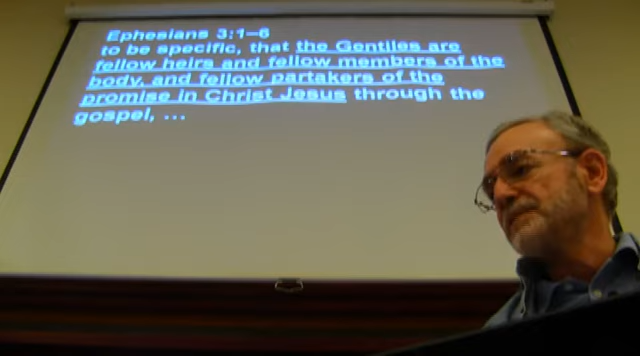 Ephesians 3:1–6
to be specific, that the Gentiles are
fellow heirs and fellow members of the
body, and fellow partakers of the
promise in Christ Jesus through the
gospel, ...